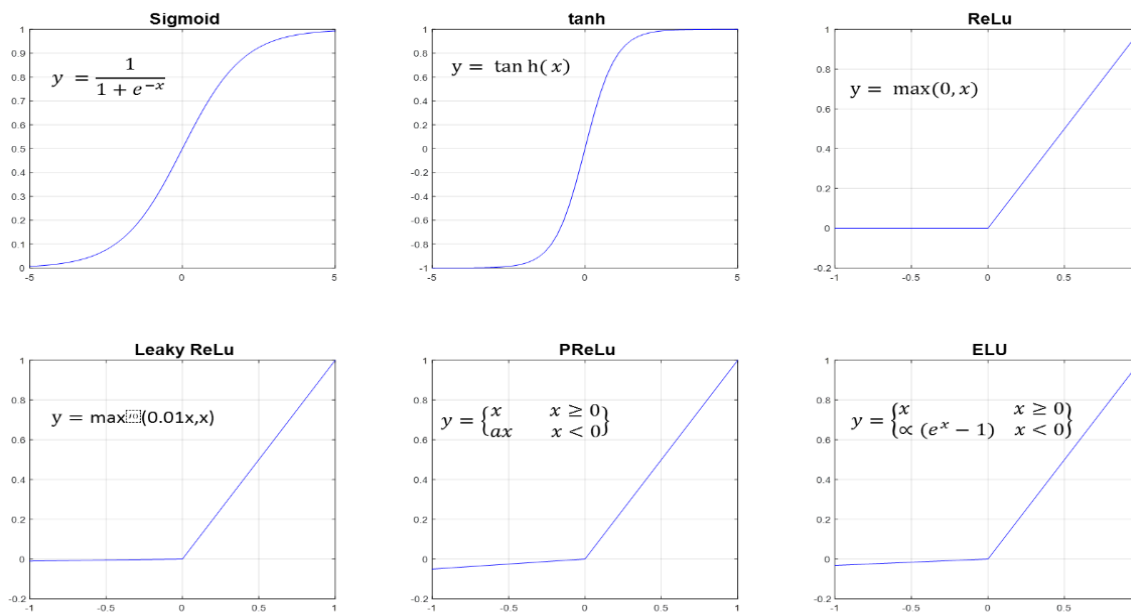 Sigmoid
1
0.9
0.8
0.7
0.6
0.5
0.4
0.3
0.2
0.1
0
-5 0 5
y = 1 / (1 + e^{-x})
tanh
1
0.8
0.6
0.4
0.2
0
-0.2
-0.4
-0.6
-0.8
-1
-5 0 5
y = tan h( x )
ReLu
1
0.8
0.6
0.4
0.2
0
-0.2
-1 -0.5 0 0.5
y = max(0, x)
Leaky ReLu
1
0.8
0.6
0.4
0.2
0
-0.2
-1 -0.5 0 0.5 1
y = max(0.01x,x)
PReLu
1
0.8
0.6
0.4
0.2
0
-0.2
-1 -0.5 0 0.5 1
y = { x x ≥ 0 }
ax x < 0
ELU
1
0.8
0.6
0.4
0.2
0
-0.2
-1 -0.5 0 0.5
y = { x x ≥ 0 }
∝ (e^x − 1) x < 0